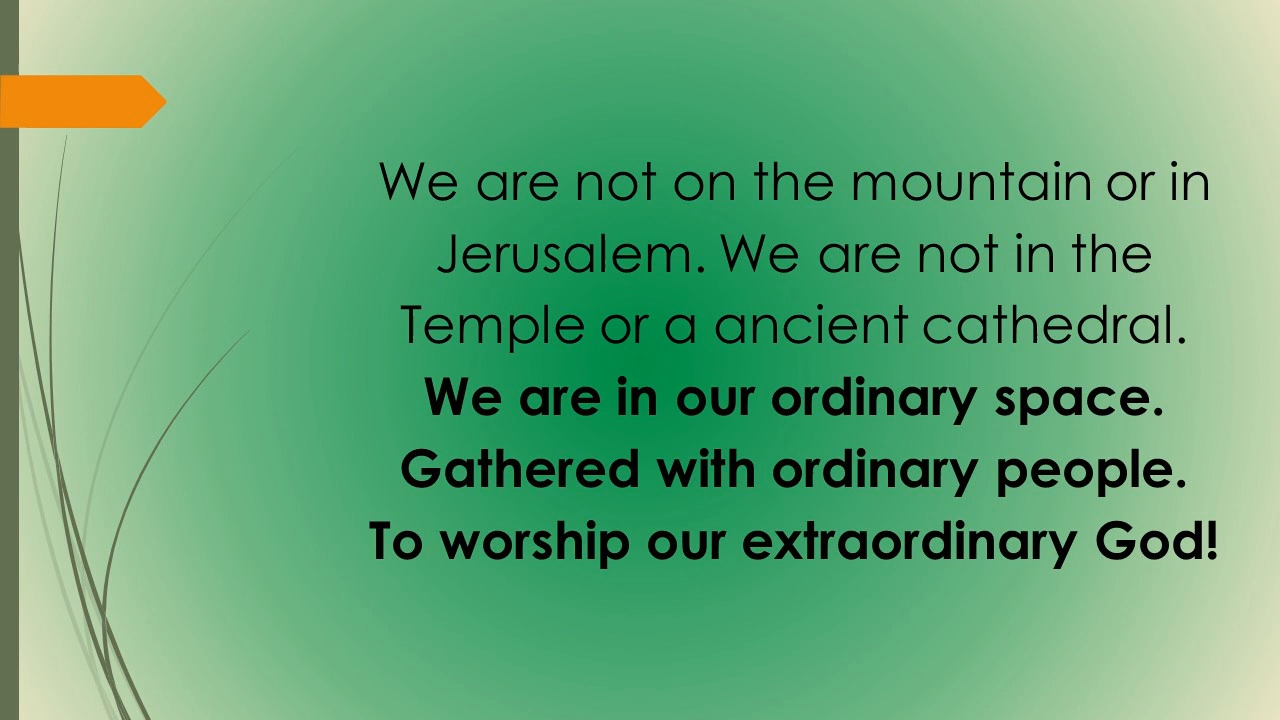 We are not on the mountain or in
Jerusalem. We are not in the
Temple or a ancient cathedral.
We are in our ordinary space.
Gathered with ordinary people.
To worship our extraordinary God!